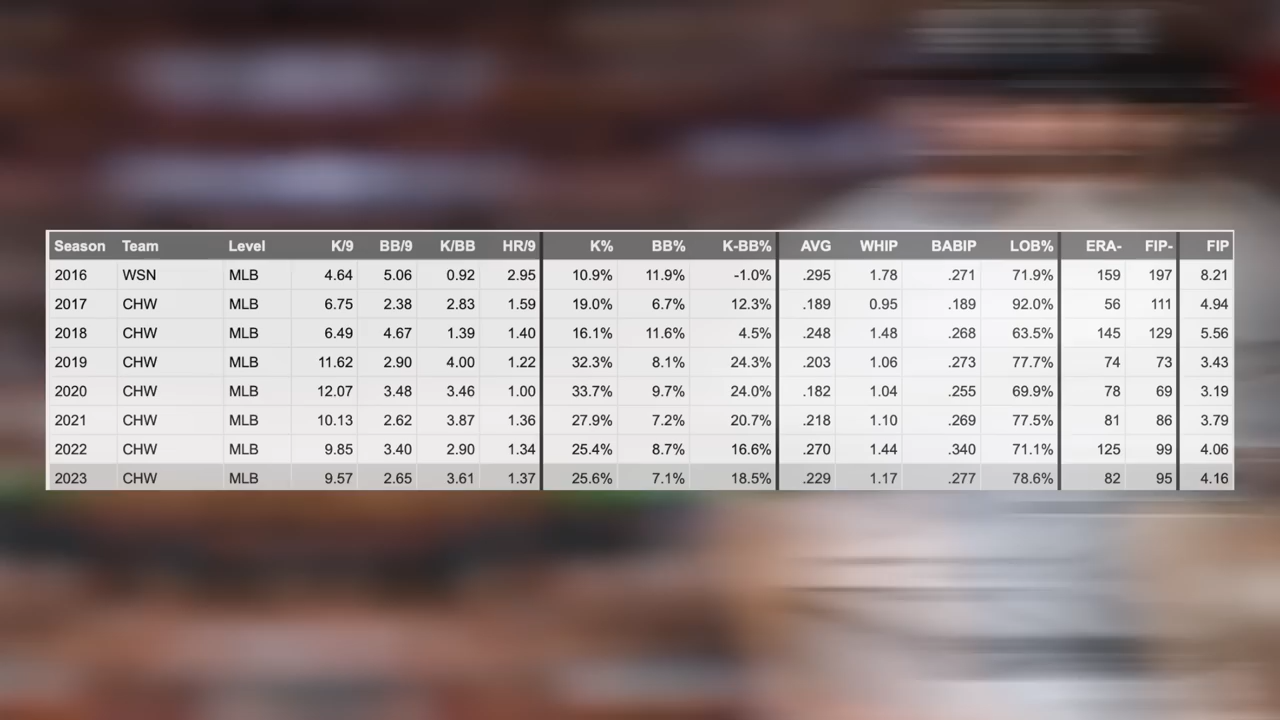 Season Team Level K/9 BB/9 K/BB HR/9 K% BB% K-BB% AVG WHIP BABIP LOB% ERA- FIP- FIP
2016 WSN MLB 4.64 5.06 0.92 2.95 10.9% 11.9% -1.0% .295 1.78 .271 71.9% 159 197 8.21
2017 CHW MLB 6.75 2.38 2.83 1.59 19.0% 6.7% 12.3% .189 0.95 .189 92.0% 56 111 4.94
2018 CHW MLB 6.49 4.67 1.39 1.40 16.1% 11.6% 4.5% .248 1.48 .268 63.5% 145 129 5.56
2019 CHW MLB 11.62 2.90 4.00 1.22 32.3% 8.1% 24.3% .203 1.06 .273 77.7% 74 73 3.43
2020 CHW MLB 12.07 3.48 3.46 1.00 33.7% 9.7% 24.0% .182 1.04 .255 69.9% 78 69 3.19
2021 CHW MLB 10.13 2.62 3.87 1.36 27.9% 7.2% 20.7% .218 1.10 .269 77.5% 81 86 3.79
2022 CHW MLB 9.85 3.40 2.90 1.34 25.4% 8.7% 16.6% .270 1.44 .340 71.1% 125 99 4.06
2023 CHW MLB 9.57 2.65 3.61 1.37 25.6% 7.1% 18.5% .229 1.17 .277 78.6% 82 95 4.16